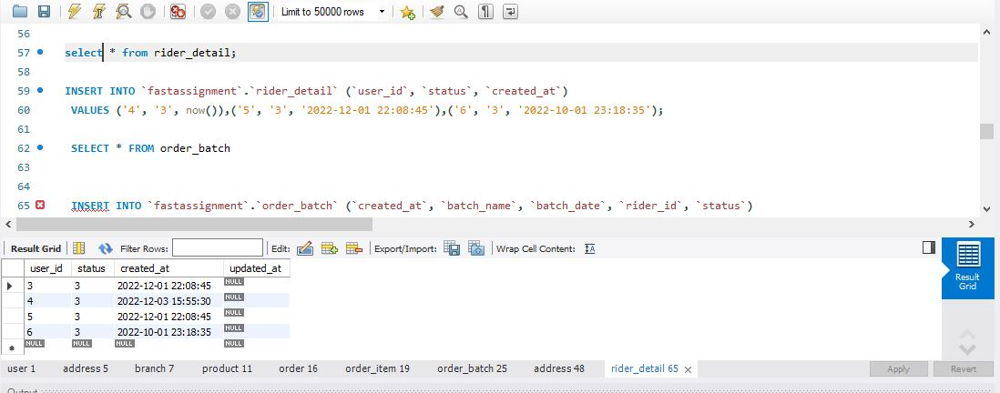 Limit to 50000 rows
56
57 select * from rider_detail;
58
59 INSERT INTO `fastassignment`.`rider_detail` (`user_id`, `status`, `created_at`)
60 VALUES ('4', '3', now()),('5', '3', '2022-12-01 22:08:45'),('6', '3', '2022-10-01 23:18:35');
61
62 SELECT * FROM order_batch
63
64
65 INSERT INTO `fastassignment`.`order_batch` (`created_at`, `batch_name`, `batch_date`, `rider_id`, `status`)
Result Grid Filter Rows: Edit: Export/Import: Wrap Cell Content: IA
user_id status created_at updated_at
3 3 2022-12-01 22:08:45 NULL
4 3 2022-12-03 15:55:30 NULL
5 3 2022-12-01 22:08:45 NULL
6 3 2022-10-01 23:18:35 NULL
NULL NULL NULL NULL
Result
Grid
user 1 address 5 branch 7 product 11 order 16 order_item 19 order_batch 25 address 48 rider_detail 65 Apply Revert
Output